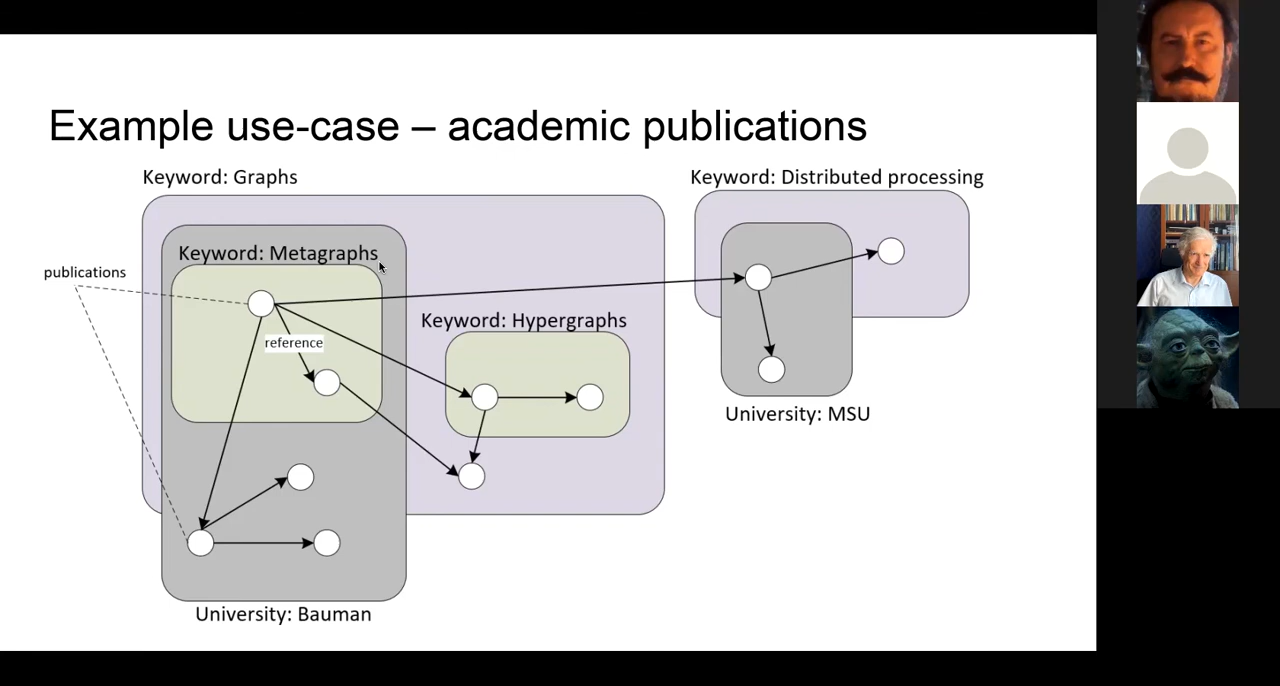 Example use-case – academic publications
Keyword: Graphs
Keyword: Distributed processing
Keyword: Metagraphs
publications
Keyword: Hypergraphs
reference
University: MSU
University: Bauman